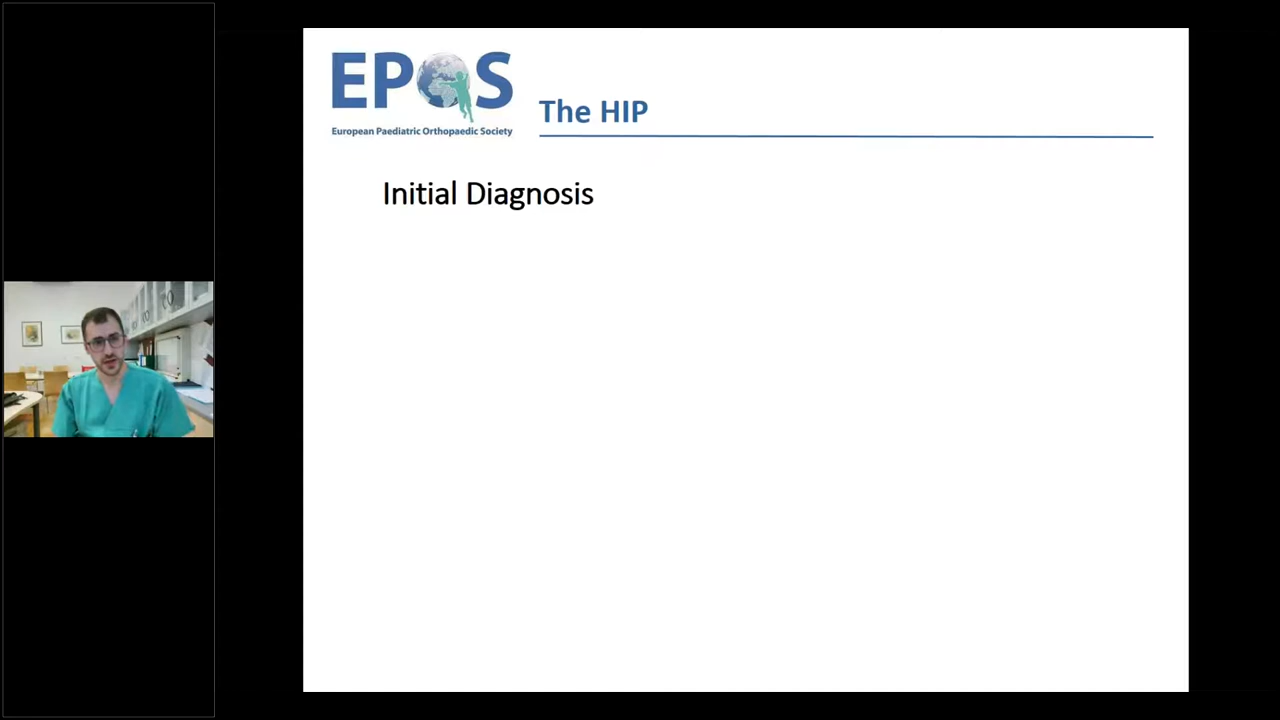 EPOS
European Paediatric Orthopaedic Society
The HIP
Initial Diagnosis